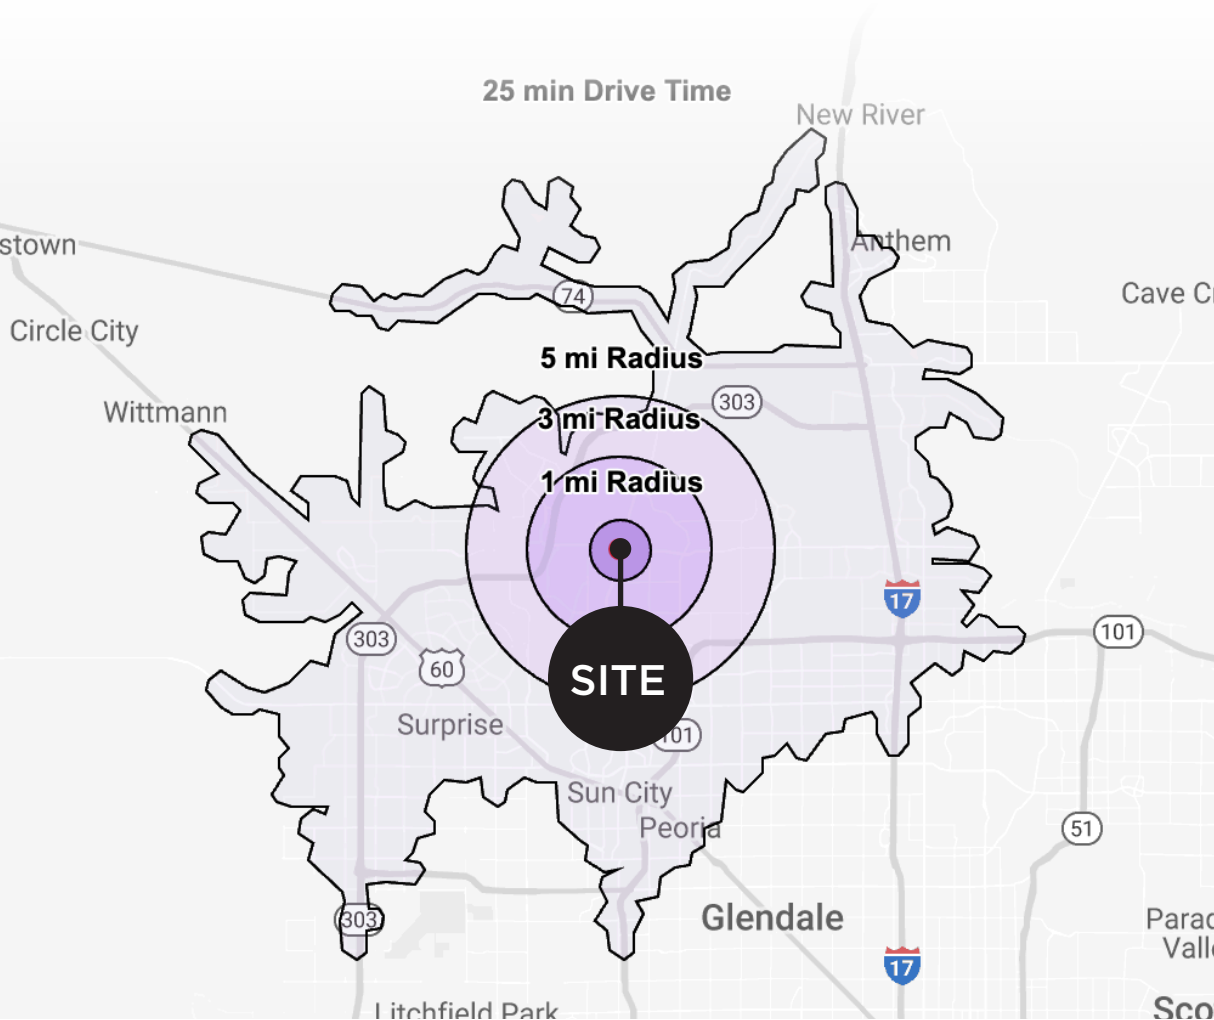 25 min Drive Time
New River
Anthem
stown
Cave C
74
Circle City
5 mi Radius
303
Wittmann
3 mi Radius
1 mi Radius
17
303
101
60
SITE
Surprise
101
Sun City
Peoria
51
303
Glendale
Parad
Valle
17
Litchfield Park
Sco